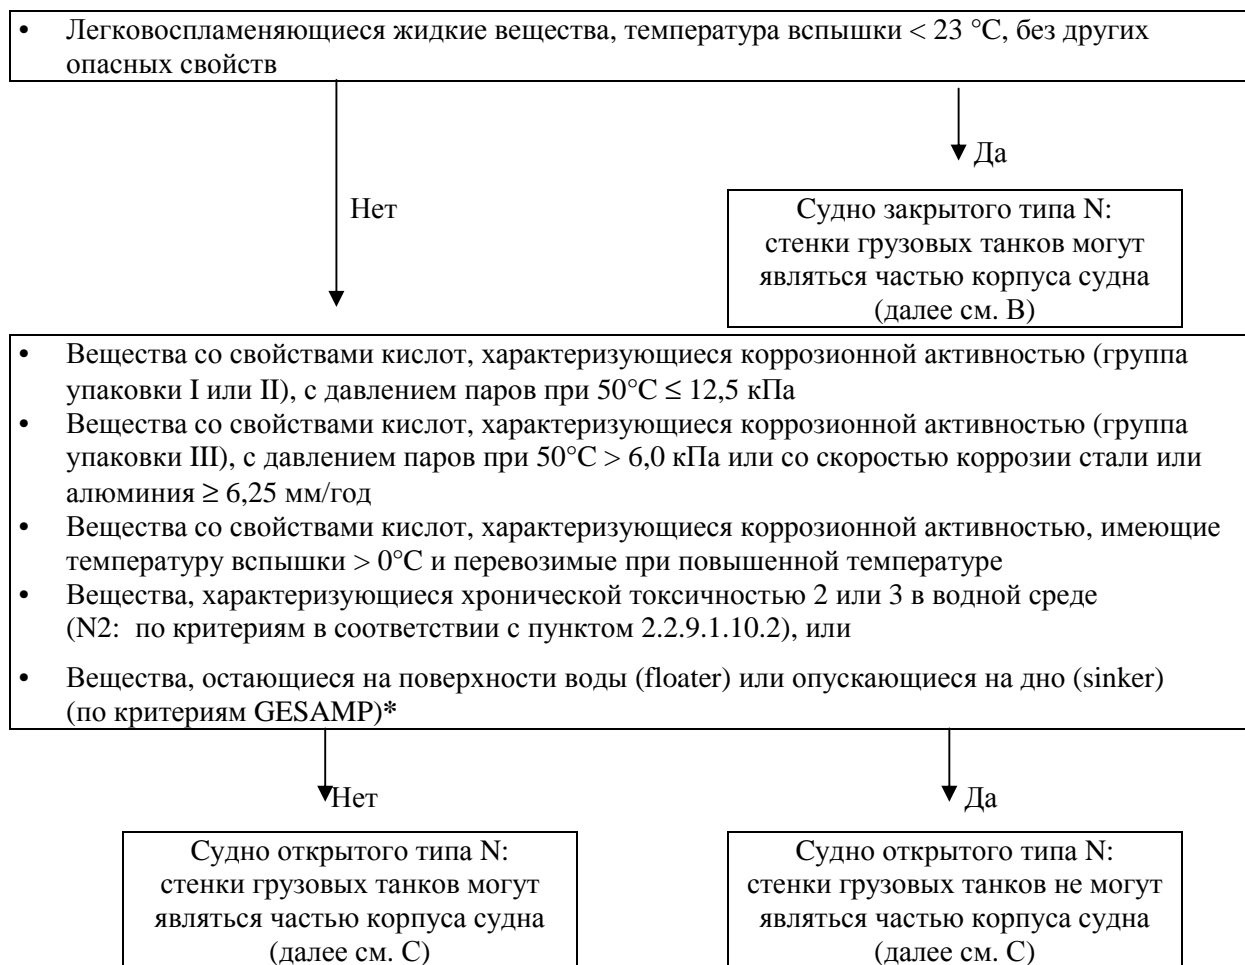 • Легковоспламеняющиеся жидкие вещества, температура вспышки < 23 °C, без других
опасных свойств
Да
Нет
Судно закрытого типа N:
стенки грузовых танков могут
являться частью корпуса судна
(далее см. B)
• Вещества со свойствами кислот, характеризующиеся коррозионной активностью (группа
упаковки I или II), с давлением паров при 50°C ≤ 12,5 кПа
• Вещества со свойствами кислот, характеризующиеся коррозионной активностью (группа
упаковки III), с давлением паров при 50°C > 6,0 кПа или со скоростью коррозии стали или
алюминия ≥ 6,25 мм/год
• Вещества со свойствами кислот, характеризующиеся коррозионной активностью, имеющие
температуру вспышки > 0°C и перевозимые при повышенной температуре
• Вещества, характеризующиеся хронической токсичностью 2 или 3 в водной среде
(N2: по критериям в соответствии с пунктом 2.2.9.1.10.2), или
• Вещества, остающиеся на поверхности воды (floater) или опускающиеся на дно (sinker)
(по критериям GESAMP)*
Нет
Да
Судно открытого типа N:
стенки грузовых танков могут
являться частью корпуса судна
(далее см. C)
Судно открытого типа N:
стенки грузовых танков не могут
являться частью корпуса судна
(далее см. C)